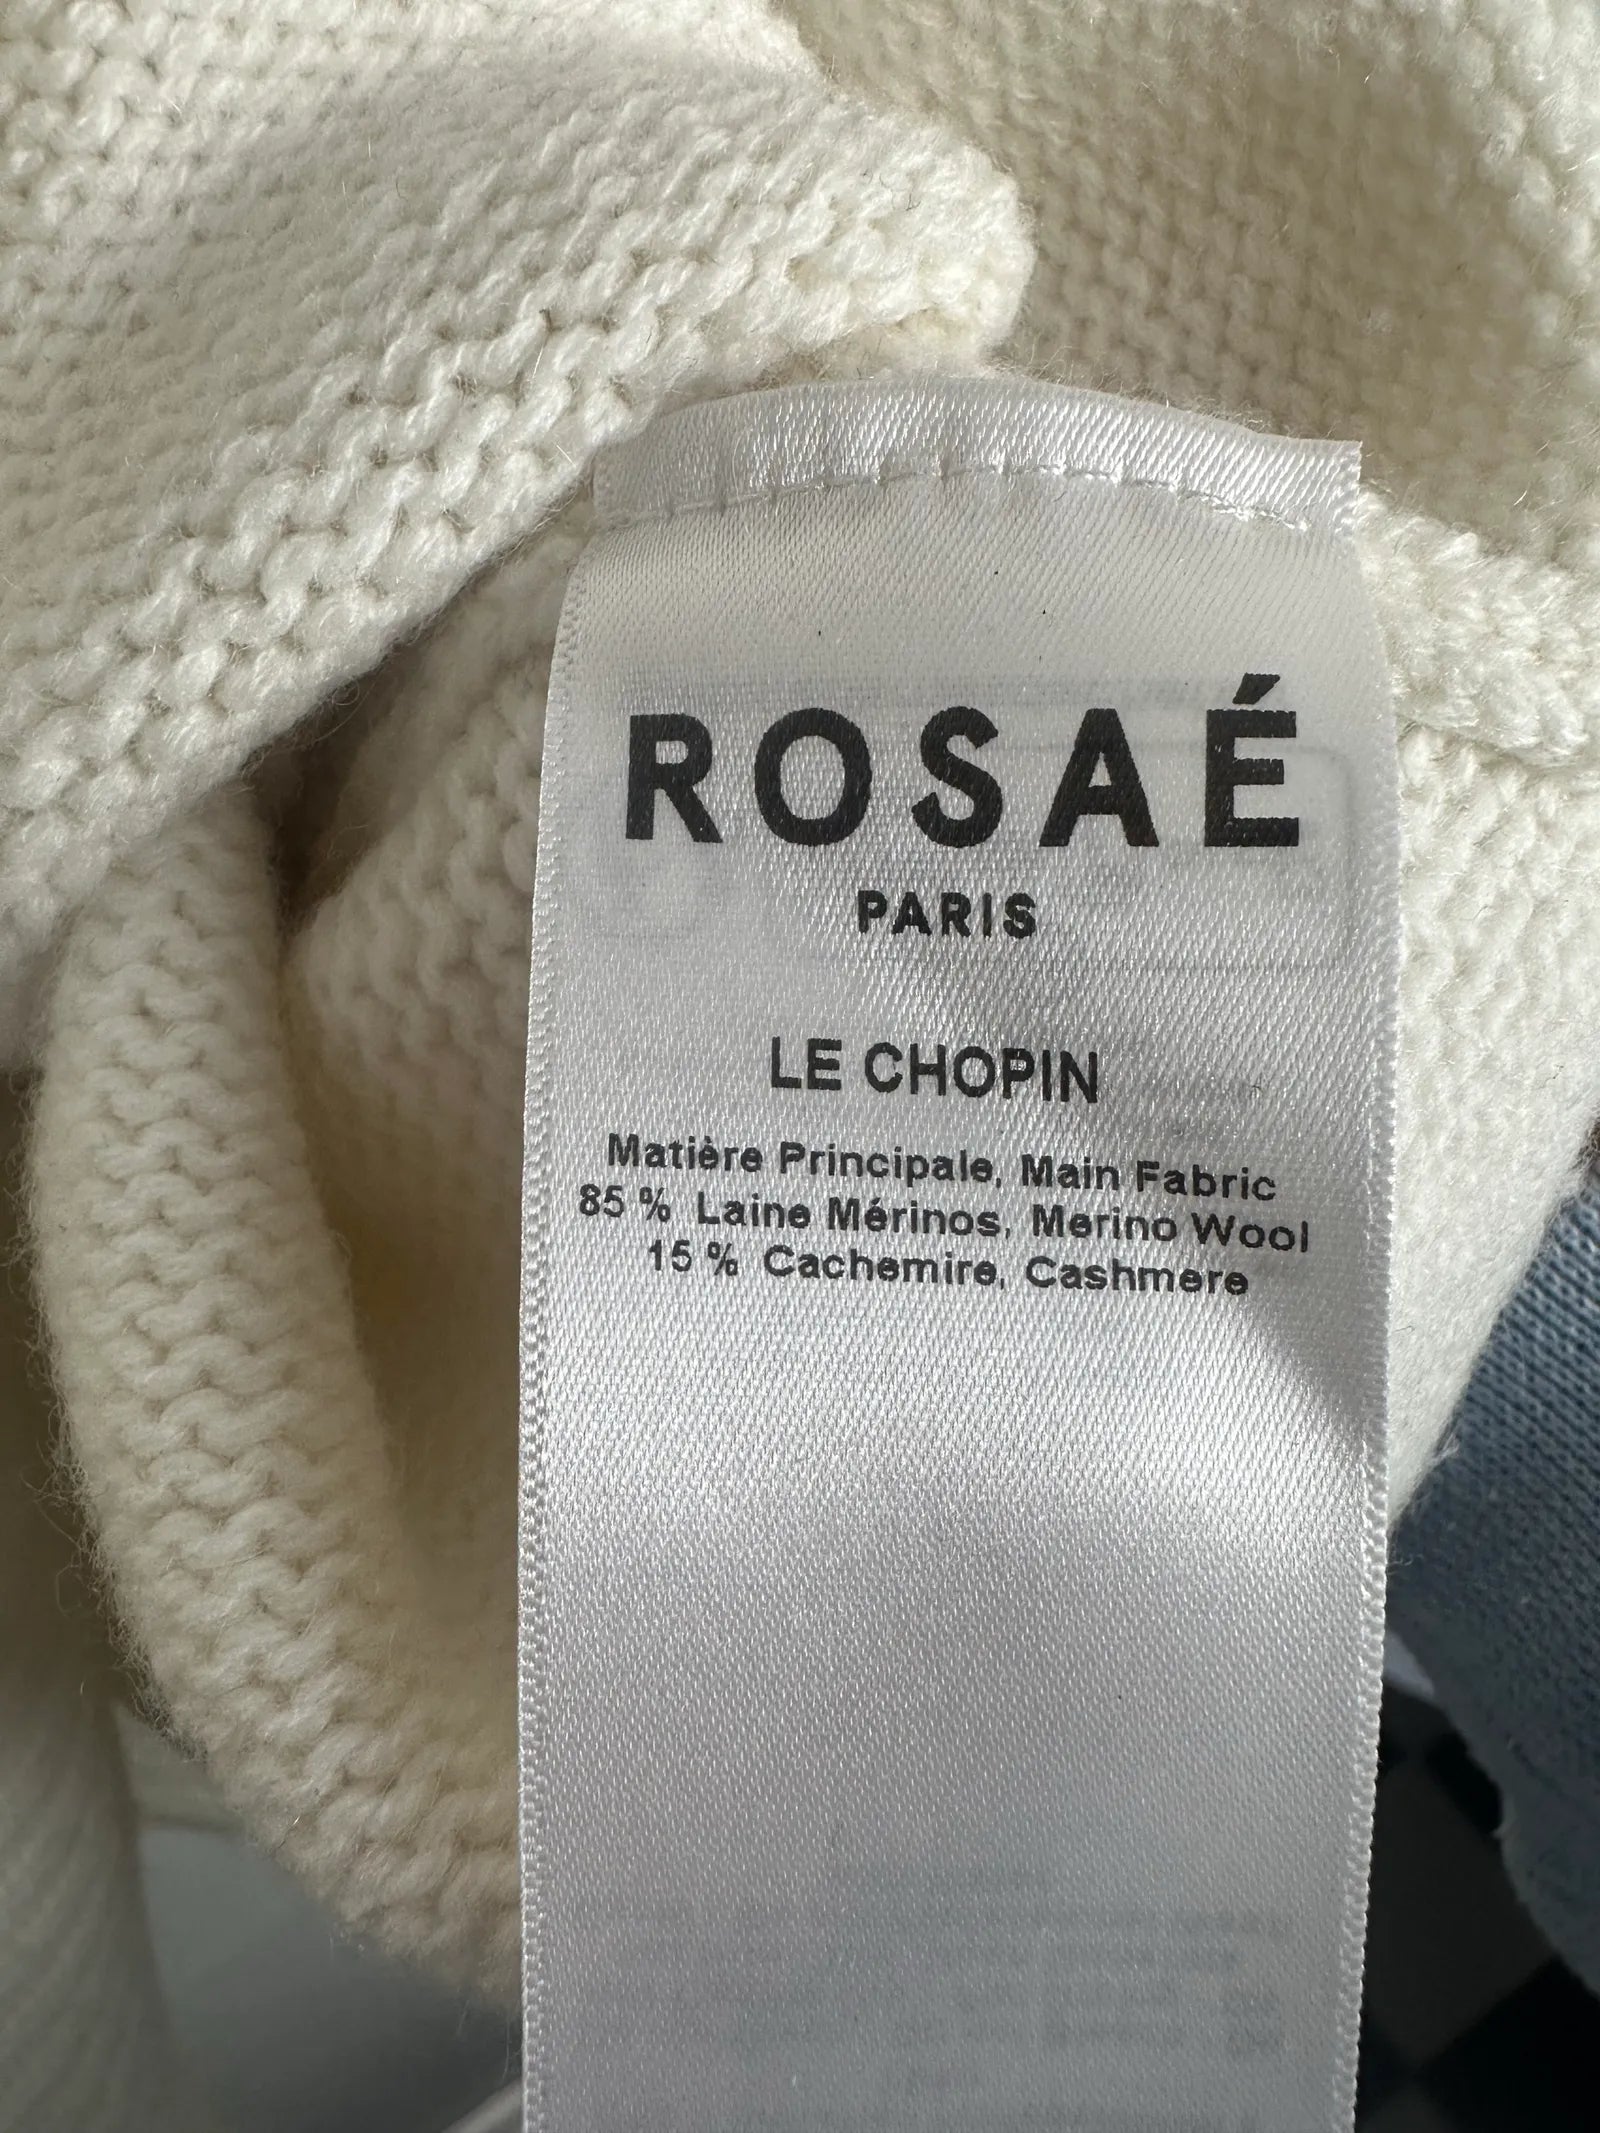 ROSAÉ
PARIS
LE CHOPIN
Matière Principale, Main Fabric
85 % Laine Mérinos, Merino Wool
15 % Cachemire, Cashmere